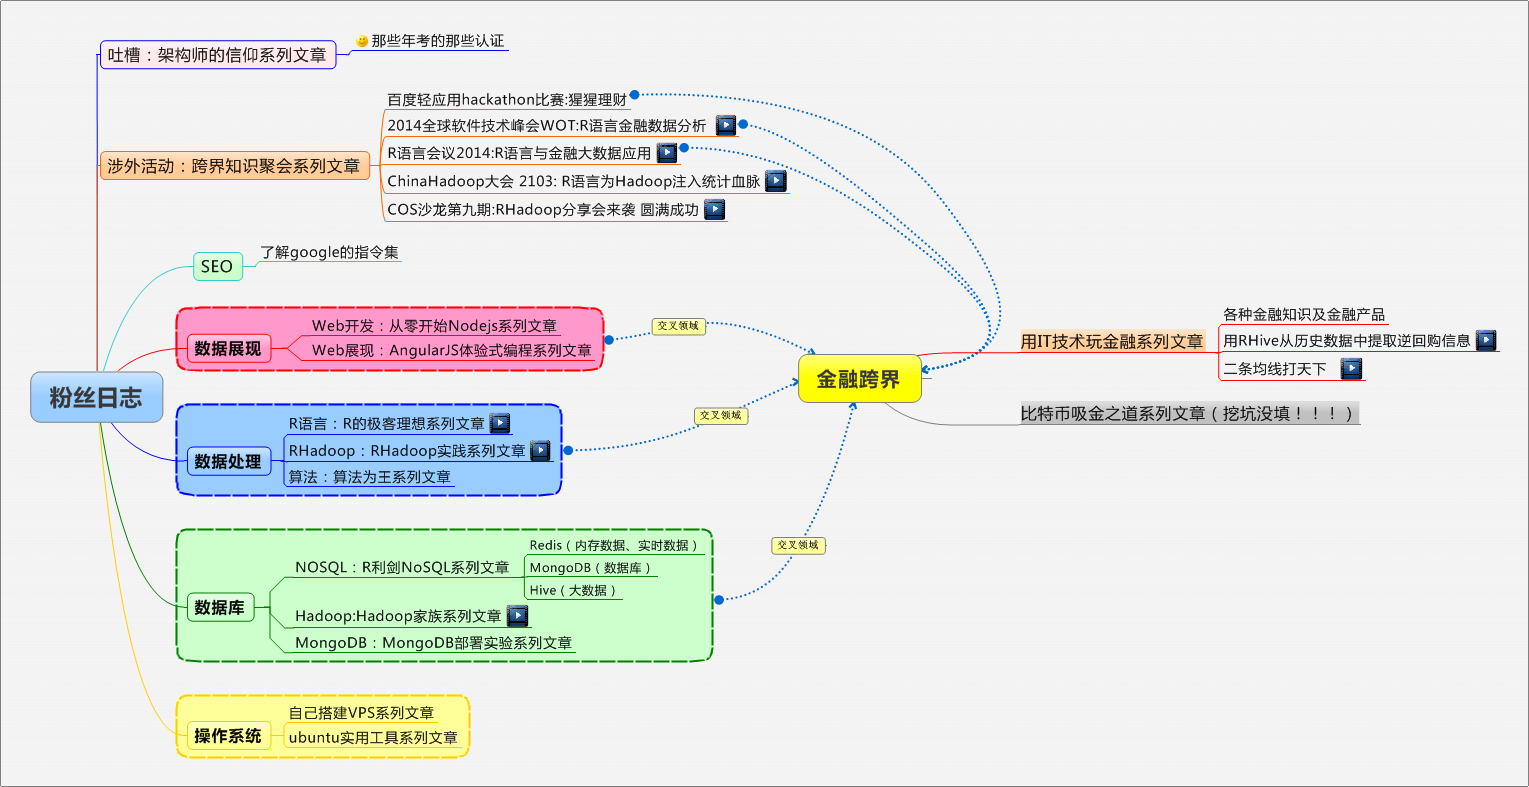 吐槽：架构师的信仰系列文章
那些年考的那些认证
涉外活动：跨界知识聚会系列文章
百度轻应用hackathon比赛:猩猩理财
2014全球软件技术峰会WOT:R语言金融数据分析
R语言会议2014:R语言与金融大数据应用
ChinaHadoop大会 2103: R语言为Hadoop注入统计血脉
COS沙龙第九期:RHadoop分享会来袭 圆满成功
SEO
了解google的指令集
粉丝日志
数据展现
Web开发：从零开始Nodejs系列文章
Web展现：AngularJS体验式编程系列文章
数据处理
R语言：R的极客理想系列文章
RHadoop：RHadoop实践系列文章
算法：算法为王系列文章
数据库
NOSQL：R利剑NoSQL系列文章
Redis（内存数据、实时数据）
MongoDB（数据库）
Hive（大数据）
Hadoop:Hadoop家族系列文章
MongoDB：MongoDB部署实验系列文章
操作系统
自己搭建VPS系列文章
ubuntu实用工具系列文章
交叉领域
交叉领域
交叉领域
金融跨界
用IT技术玩金融系列文章
各种金融知识及金融产品
用RHive从历史数据中提取逆回购信息
二条均线打天下
比特币吸金之道系列文章（挖坑没填！！！）